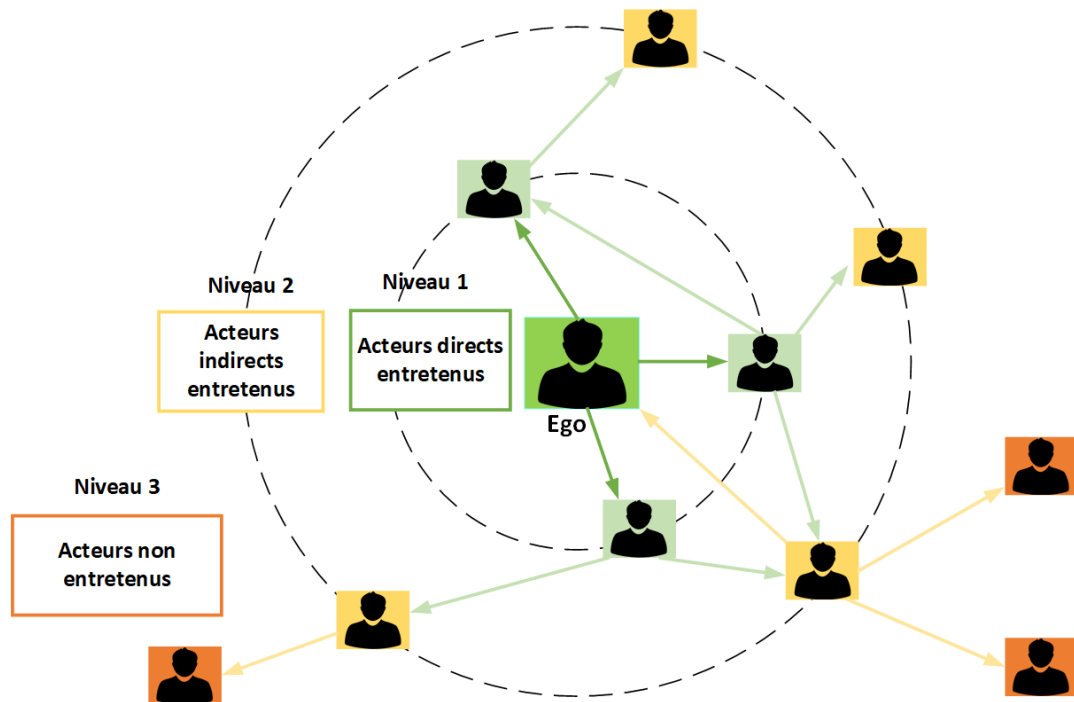 Niveau 2
Acteurs
indirects
entretenus
Niveau 1
Acteurs directs
entretenus
Ego
Niveau 3
Acteurs non
entretenus